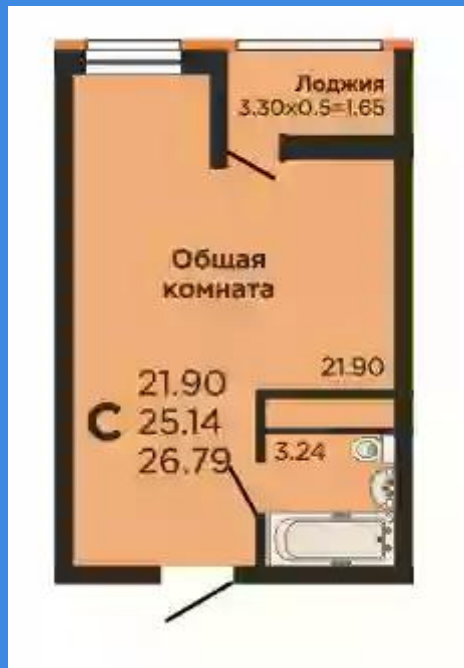 Лоджия
3.30x0.5=1.65
Общая
комната
21.90
21.90
С 25.14
26.79
3.24